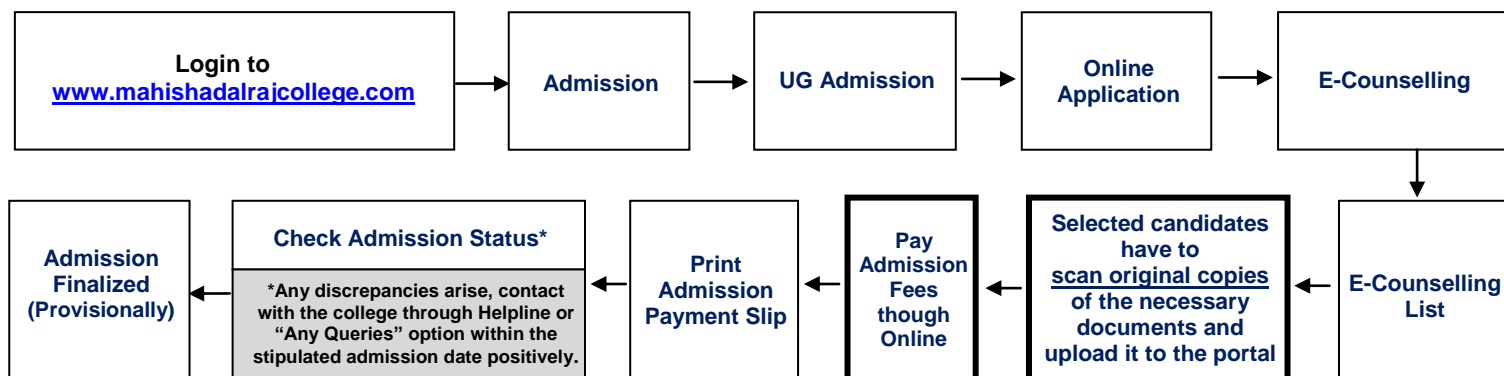 Login to
www.mahishadalrajcollege.com
Admission
UG Admission
Online
Application
E-Counselling
E-Counselling
List
Selected candidates
have to
scan original copies
of the necessary
documents and
upload it to the portal
Pay
Admission
Fees
though
Online
Print
Admission
Payment Slip
Check Admission Status*
*Any discrepancies arise, contact
with the college through Helpline or
“Any Queries” option within the
stipulated admission date positively.
Admission
Finalized
(Provisionally)